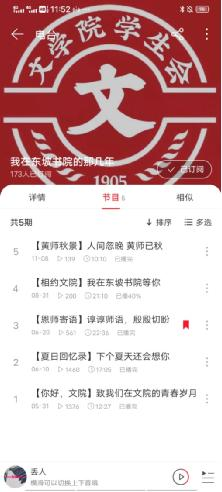 11:52
电台
文学院学生会
文
1905
我在东坡书院的那几年
173人已订阅
已订阅
详情
节目 5
相似
共5期
排序
多选
5
【黄师秋景】人间忽晚 黄师已秋
11-08 139 10:13 已播完
4
【相约文院】我在东坡书院等你
08-31 200 21:10 已播40%
3
【恩师寄语】谆谆师语，殷殷切盼
06-20 561 22:36 已播完
2
【夏日回忆录】下个夏天还会想你
06-10 1460 17:17 已播完
1
【你好，文院】致我们在文院的青春岁月
05-31 1376 12:27 已播完
丢人
横滑可以切换上下首哦